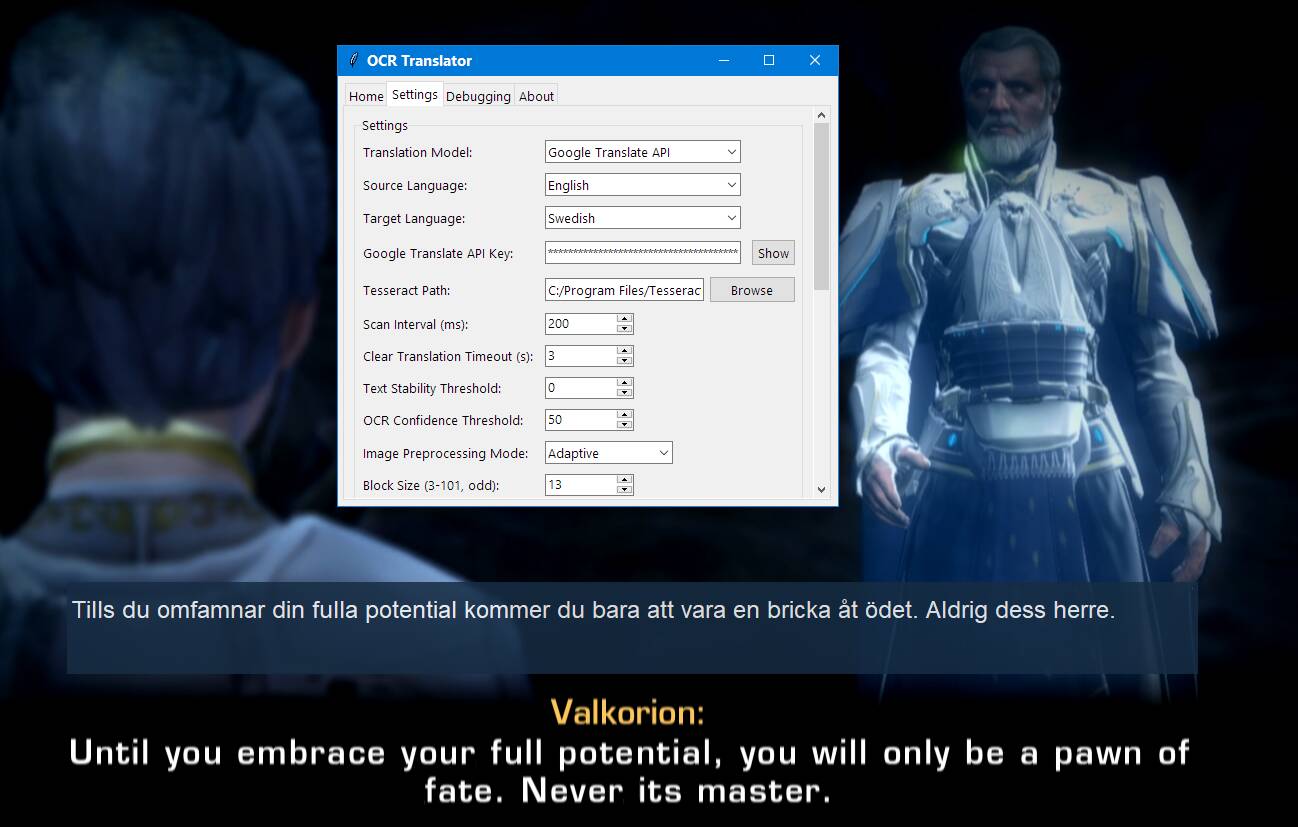 OCR Translator
Home Settings Debugging About
Settings
Translation Model: Google Translate API
Source Language: English
Target Language: Swedish
Google Translate API Key: ************************************** Show
Tesseract Path: C:/Program Files/Tesserac Browse
Scan Interval (ms): 200
Clear Translation Timeout (s): 3
Text Stability Threshold: 0
OCR Confidence Threshold: 50
Image Preprocessing Mode: Adaptive
Block Size (3-101, odd): 13
Tills du omfamnar din fulla potential kommer du bara att vara en bricka åt ödet. Aldrig dess herre.
Valkorion:
Until you embrace your full potential, you will only be a pawn of
fate. Never its master.